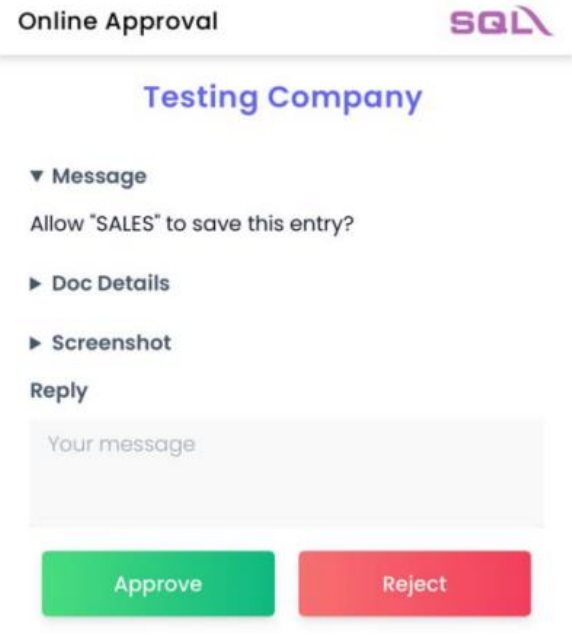 Online Approval
SQL
Testing Company
▼ Message
Allow "SALES" to save this entry?
▶ Doc Details
▶ Screenshot
Reply
Your message
Approve
Reject